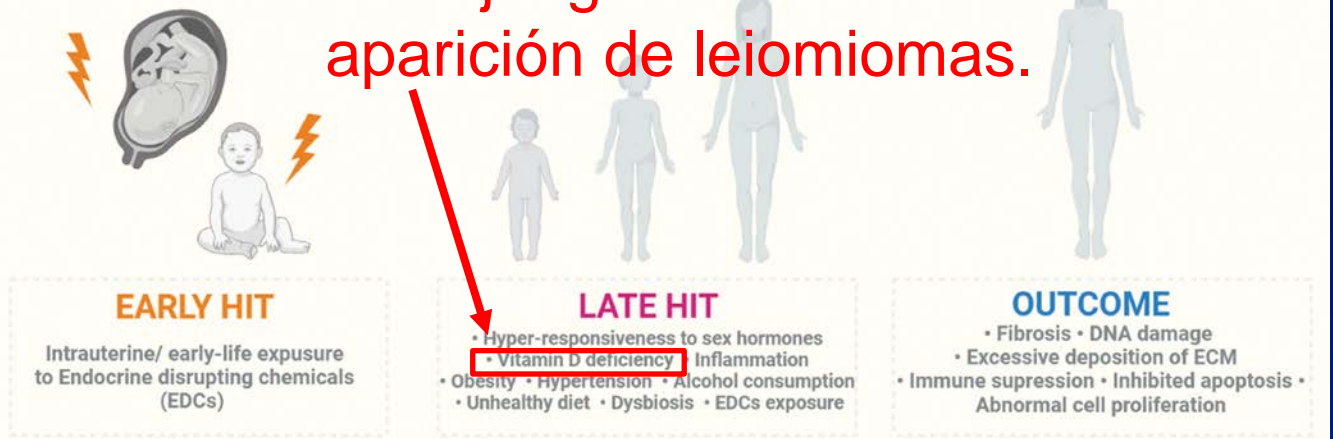 aparición de leiomiomas.
EARLY HIT
Intrauterine/ early-life expusure
to Endocrine disrupting chemicals
(EDCs)
LATE HIT
• Hyper-responsiveness to sex hormones
• Vitamin D deficiency Inflammation
• Obesity • Hypertension • Alcohol consumption
• Unhealthy diet • Dysbiosis • EDCs exposure
OUTCOME
• Fibrosis • DNA damage
• Excessive deposition of ECM
• Immune supression • Inhibited apoptosis •
Abnormal cell proliferation